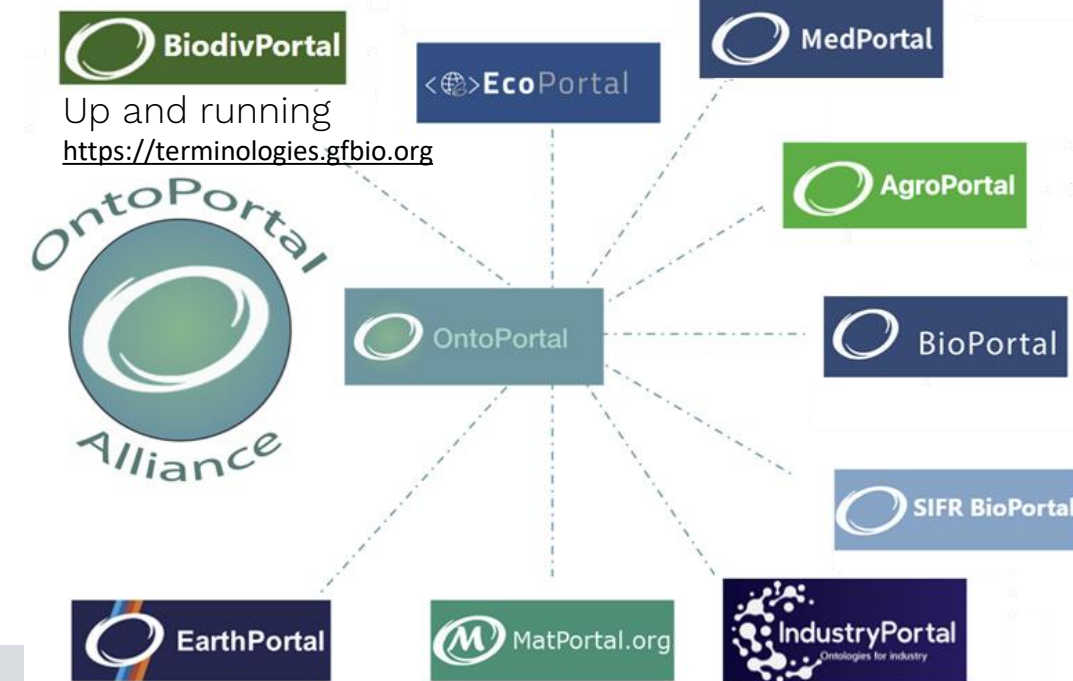 BiodivPortal
<EcoPortal
MedPortal
Up and running
https://terminologies.gfbio.org
OntoPortal
Alliance
AgroPortal
OntoPortal
BioPortal
SIFR BioPortal
EarthPortal
M
MatPortal.org
IndustryPortal
Ontologies for industry